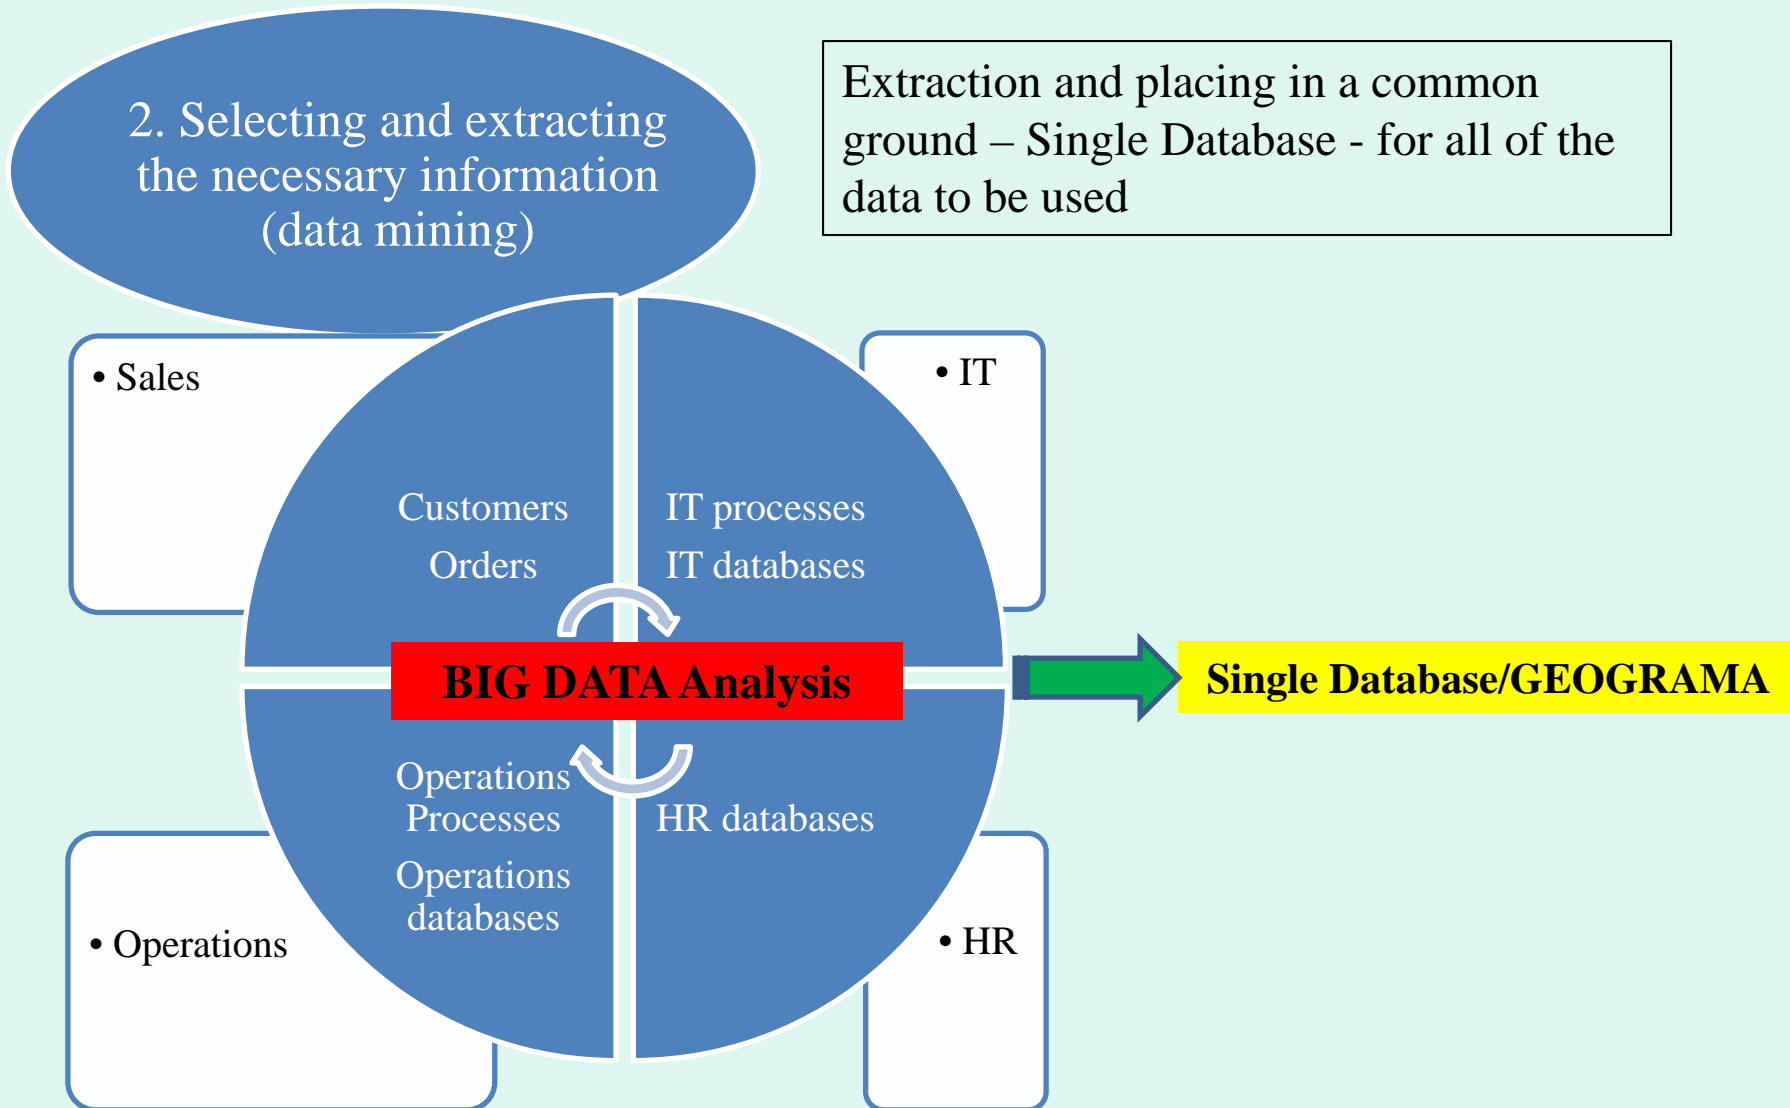 2. Selecting and extracting
the necessary information
(data mining)
Extraction and placing in a common
ground – Single Database - for all of the
data to be used
• Sales
• IT
Customers
Orders
IT processes
IT databases
BIG DATA Analysis
Single Database/GEOGRAMA
Operations
Processes
Operations
databases
HR databases
• Operations
• HR